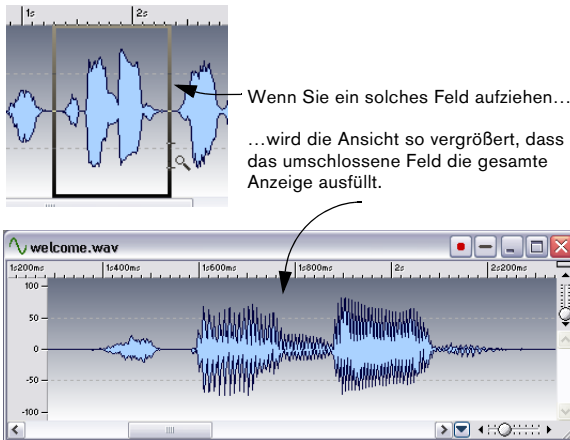 1s 2s
Wenn Sie ein solches Feld aufziehen…
…wird die Ansicht so vergrößert, dass
das umschlossene Feld die gesamte
Anzeige ausfüllt.
welcome.wav
1s200ms 1s400ms 1s600ms 1s800ms 2s 2s200ms
100
50
0
-50
-100